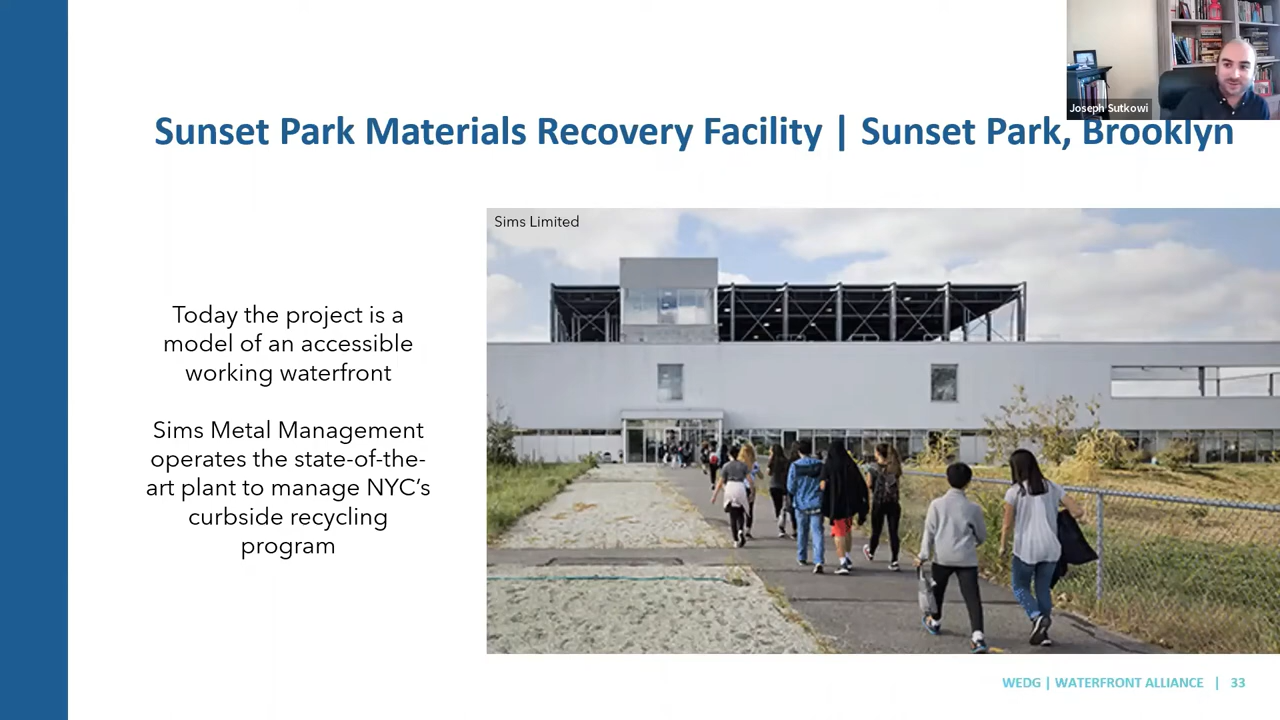 Joseph Sutkowi
Sunset Park Materials Recovery Facility | Sunset Park, Brooklyn
Sims Limited
Today the project is a
model of an accessible
working waterfront
Sims Metal Management
operates the state-of-the-
art plant to manage NYC’s
curbside recycling
program
WEDG | WATERFRONT ALLIANCE | 33